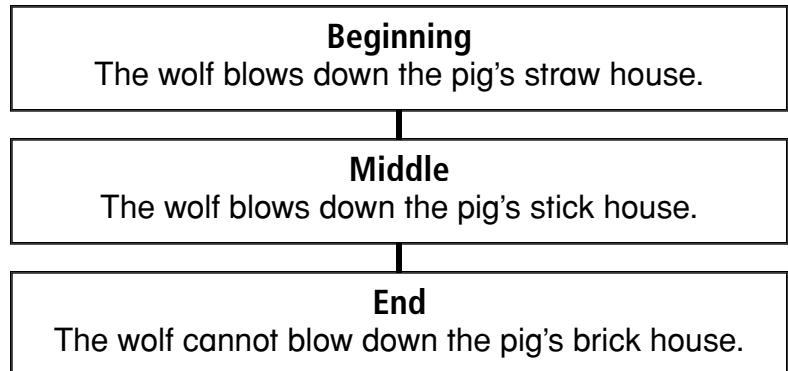 Beginning
The wolf blows down the pig's straw house.
Middle
The wolf blows down the pig's stick house.
End
The wolf cannot blow down the pig's brick house.